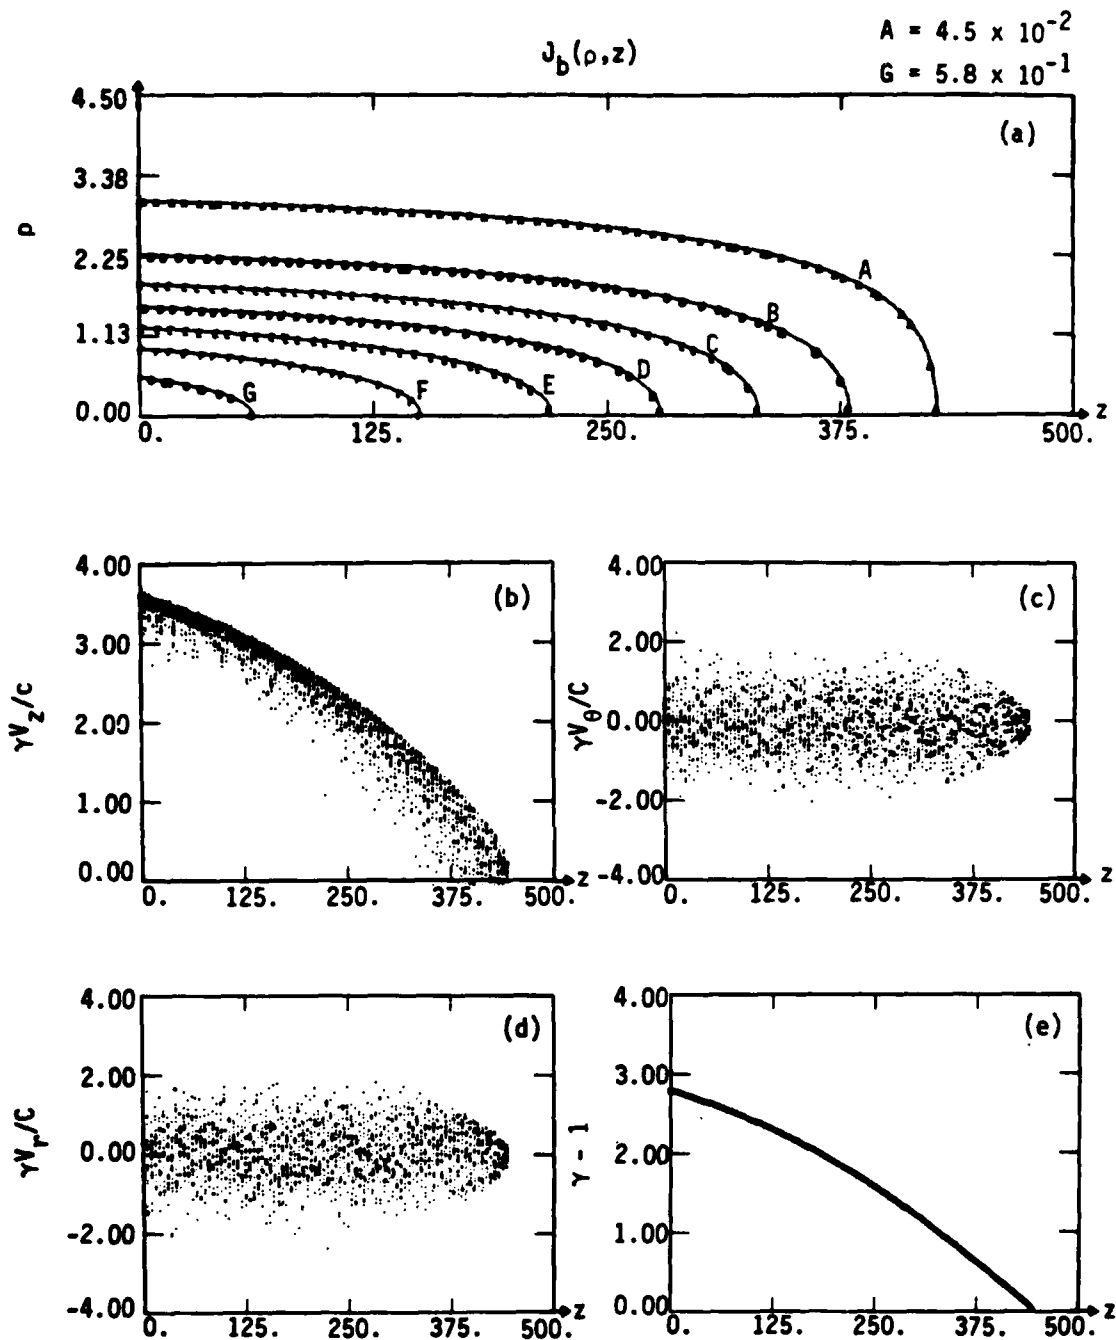 A = 4.5 x 10-2
J_b(ρ,z)
G = 5.8 x 10-1
4.50
(a)
3.38
ρ
2.25
A
B
1.13
C
D
E
F
G
0.00
z
0. 125. 250. 375. 500.
4.00
(b)
3.00
γV_z/c
2.00
1.00
0.00
z
0. 125. 250. 375. 500.
4.00
(c)
2.00
γV_θ/C
0.00
-2.00
-4.00
z
0. 125. 250. 375. 500.
4.00
(d)
2.00
γV_r/C
0.00
-2.00
-4.00
z
0. 125. 250. 375. 500.
4.00
(e)
3.00
γ - 1
2.00
1.00
0.00
z
0. 125. 250. 375. 500.